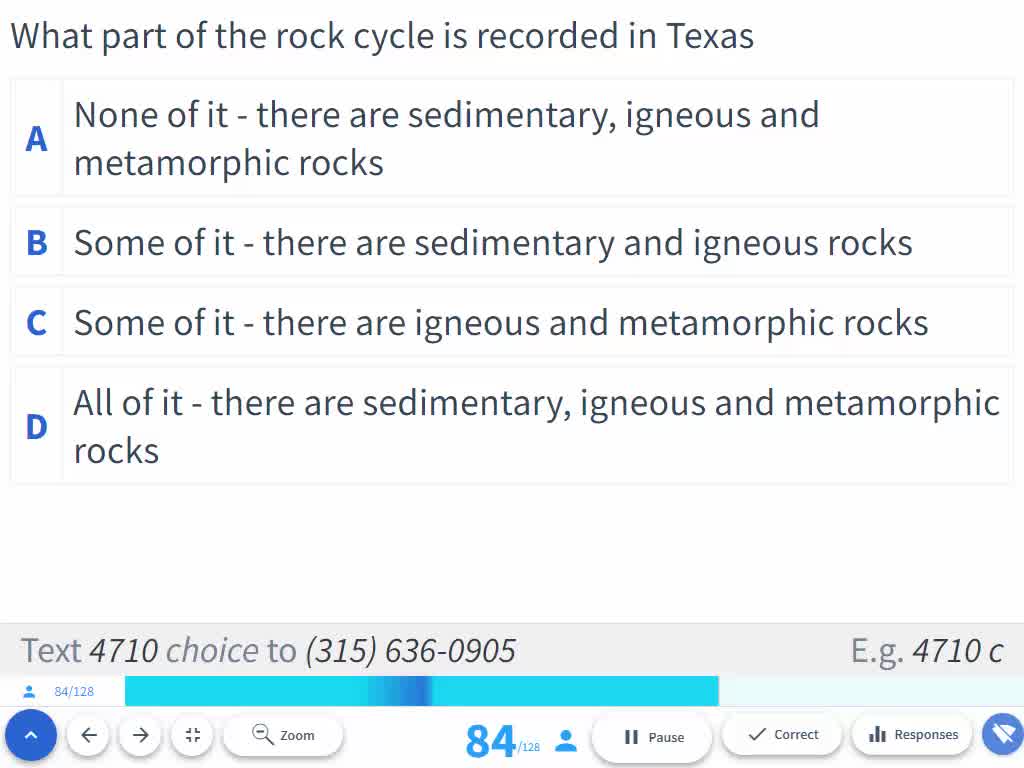 What part of the rock cycle is recorded in Texas
A
None of it - there are sedimentary, igneous and
metamorphic rocks
B
Some of it - there are sedimentary and igneous rocks
C
Some of it - there are igneous and metamorphic rocks
D
All of it - there are sedimentary, igneous and metamorphic
rocks
Text 4710 choice to (315) 636-0905
E.g. 4710 c
84/128
Zoom
84/128
Pause
Correct
Responses